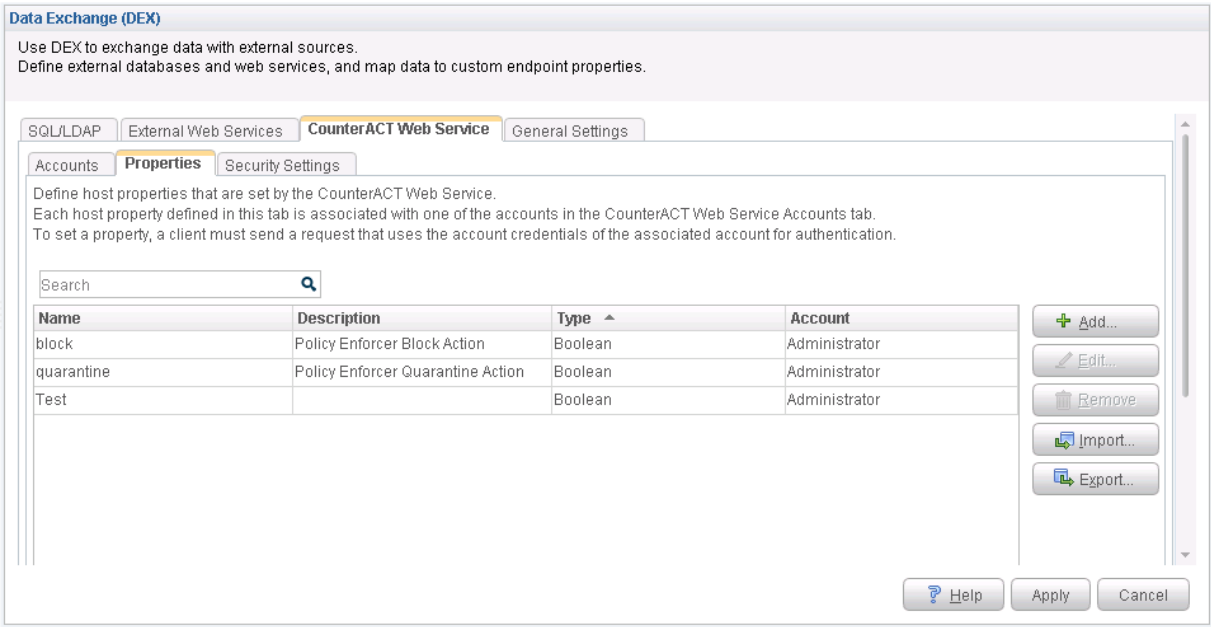 Data Exchange (DEX)
Use DEX to exchange data with external sources.
Define external databases and web services, and map data to custom endpoint properties.
SQL/LDAP External Web Services CounterACT Web Service General Settings
Accounts Properties Security Settings
Define host properties that are set by the CounterACT Web Service.
Each host property defined in this tab is associated with one of the accounts in the CounterACT Web Service Accounts tab.
To set a property, a client must send a request that uses the account credentials of the associated account for authentication.
Search
Name Description Type Account
block Policy Enforcer Block Action Boolean Administrator
quarantine Policy Enforcer Quarantine Action Boolean Administrator
Test Boolean Administrator
Add...
Edit...
Remove
Import...
Export...
Help Apply Cancel